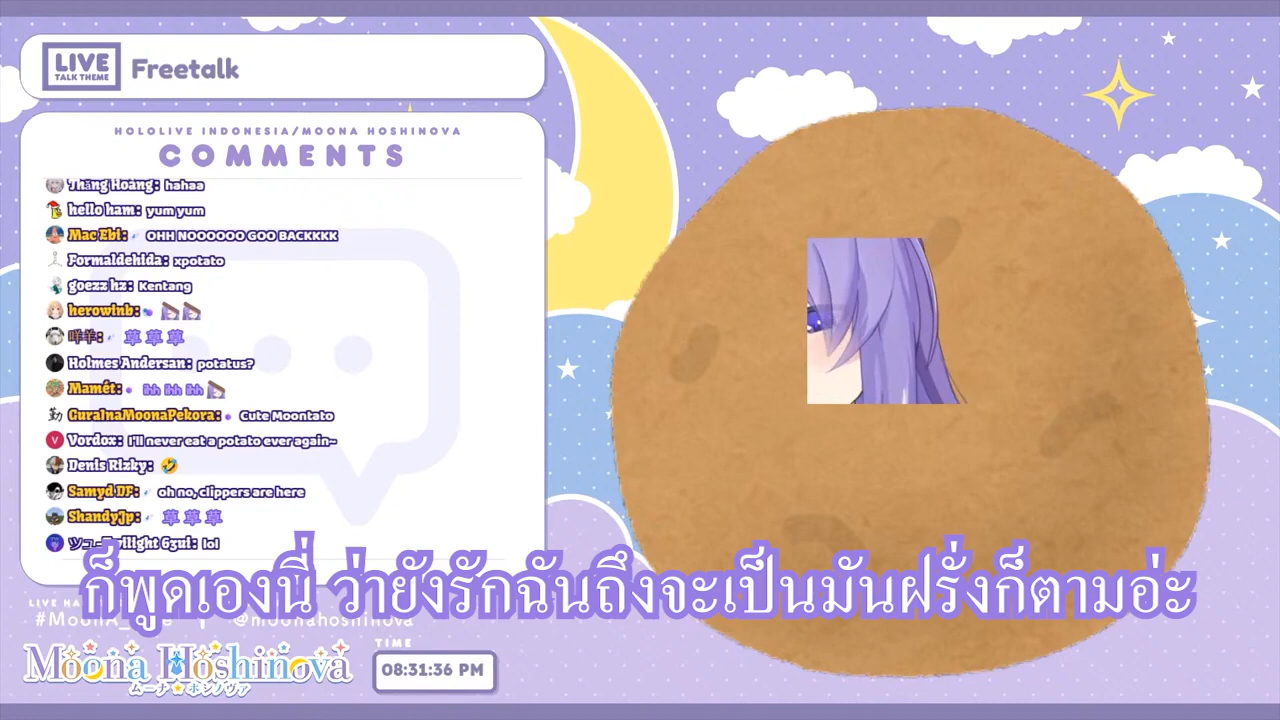 LIVE
TALK THEME
Freetalk
HOLOLIVE INDONESIA/MOONA HOSHINOVA
COMMENTS
Thăng Hoàng: hahaa
hello ham: yum yum
Mac Ebi: OHH NOOOOOO GOO BACKKKK
Formaldehida: xpotato
goezz hz: Kentang
herowinb:
咩羊: 草 草 草
Holmes Andersan: potatus?
Mamét:
GuraInaMoonaPekora: Cute Moontato
Vordox: I'll never eat a potato ever again~
V
Denis Rizky: 🤣
Samyd DF: oh no, clippers are here
ShandyJp: 草 草 草
lol
ก็พูดเองนี่ ว่ายังรักฉันถึงจะเป็นมันฝรั่งก็ตามอ่ะ
@moonahoshinova
TIME
Moona Hoshinova
ムーナ★ホシノヴァ
08:31:36 PM